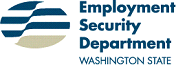 Employment
Security
Department
WASHINGTON STATE